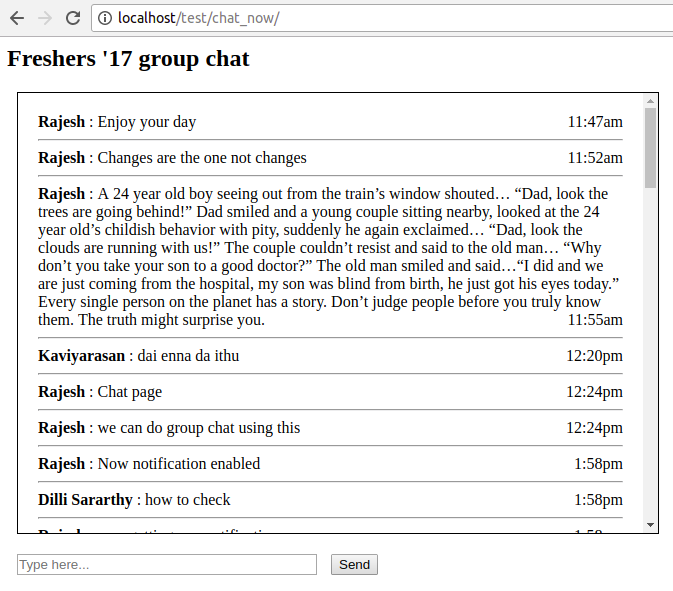 localhost/test/chat_now/
Freshers '17 group chat
Rajesh : Enjoy your day 11:47am
Rajesh : Changes are the one not changes 11:52am
Rajesh : A 24 year old boy seeing out from the train’s window shouted… “Dad, look the
trees are going behind!” Dad smiled and a young couple sitting nearby, looked at the 24
year old’s childish behavior with pity, suddenly he again exclaimed… “Dad, look the
clouds are running with us!” The couple couldn’t resist and said to the old man… “Why
don’t you take your son to a good doctor?” The old man smiled and said…“I did and we
are just coming from the hospital, my son was blind from birth, he just got his eyes today.”
Every single person on the planet has a story. Don’t judge people before you truly know
them. The truth might surprise you. 11:55am
Kaviyarasan : dai enna da ithu 12:20pm
Rajesh : Chat page 12:24pm
Rajesh : we can do group chat using this 12:24pm
Rajesh : Now notification enabled 1:58pm
Dilli Sararthy : how to check 1:58pm
Type here... Send